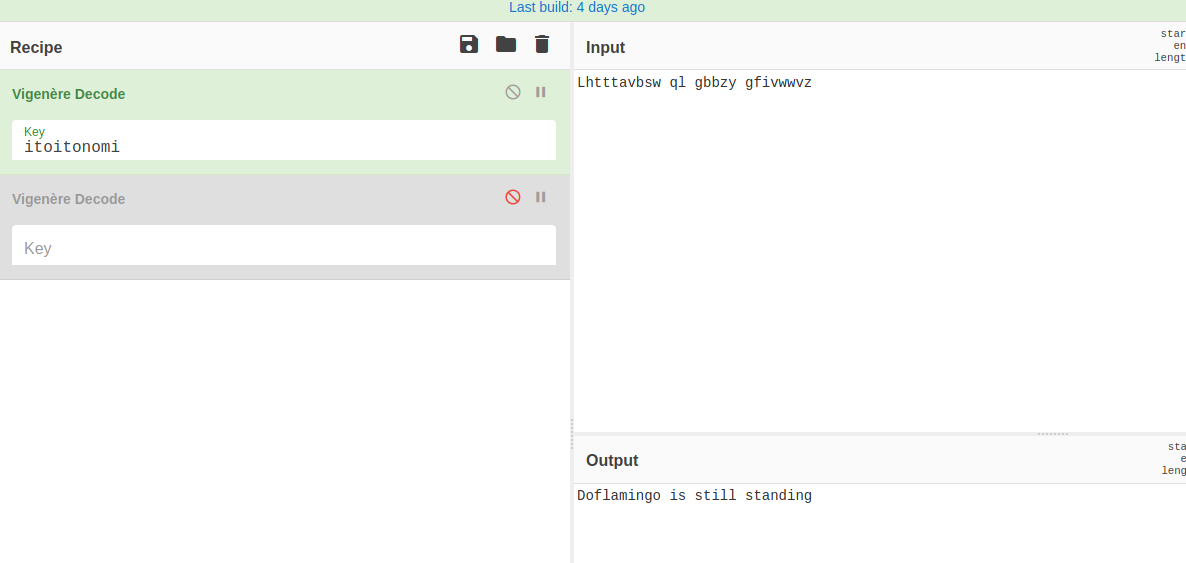 Last build: 4 days ago
Recipe
Input
star
en
lengt
Vigenère Decode
Key
itoitonomi
Vigenère Decode
Key
Lhtttavbsw ql gbbzy gfivwwvz
Output
sta
e
leng
Doflamingo is still standing